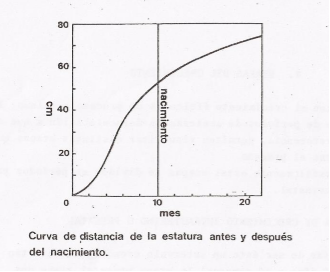 80
60
cm
40
20
0
nacimiento
0
10
20
mes
Curva de distancia de la estatura antes y después
del nacimiento.